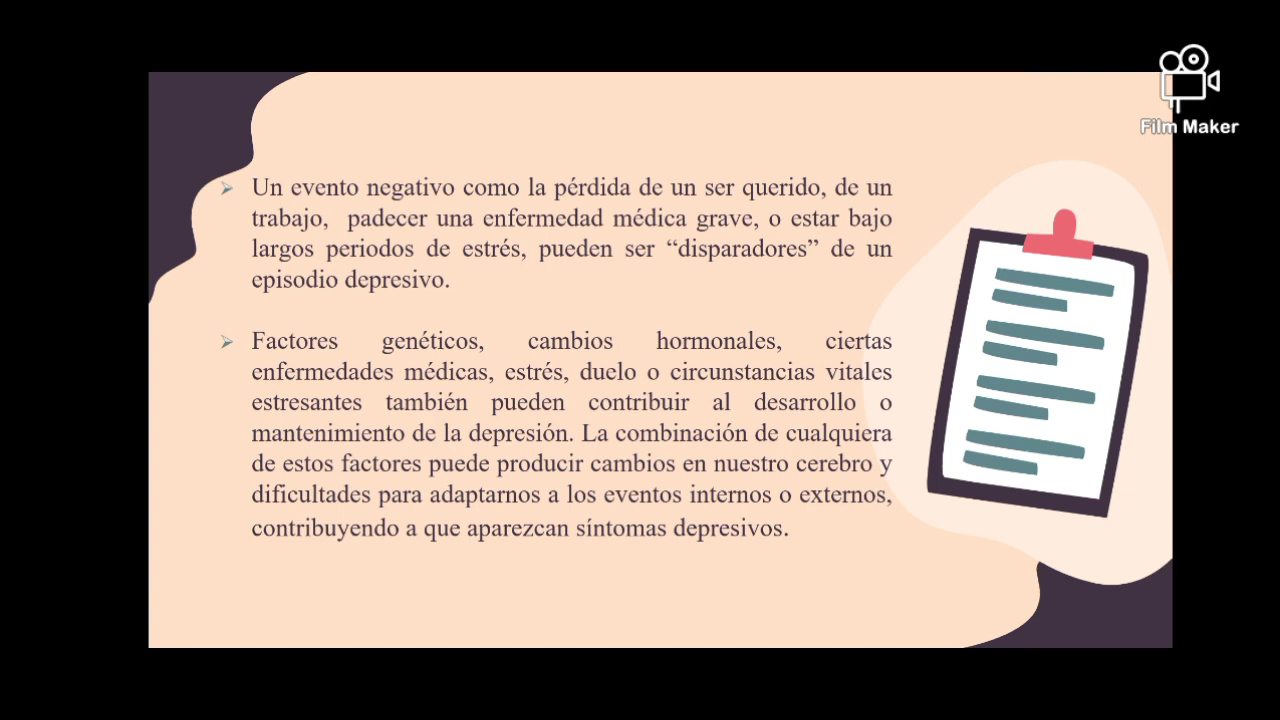 Film Maker
Un evento negativo como la pérdida de un ser querido, de un
trabajo,  padecer una enfermedad médica grave, o estar bajo
largos periodos de estrés, pueden ser “disparadores” de un
episodio depresivo.
Factores genéticos, cambios hormonales, ciertas
enfermedades médicas, estrés, duelo o circunstancias vitales
estresantes también pueden contribuir al desarrollo o
mantenimiento de la depresión. La combinación de cualquiera
de estos factores puede producir cambios en nuestro cerebro y
dificultades para adaptarnos a los eventos internos o externos,
contribuyendo a que aparezcan síntomas depresivos.